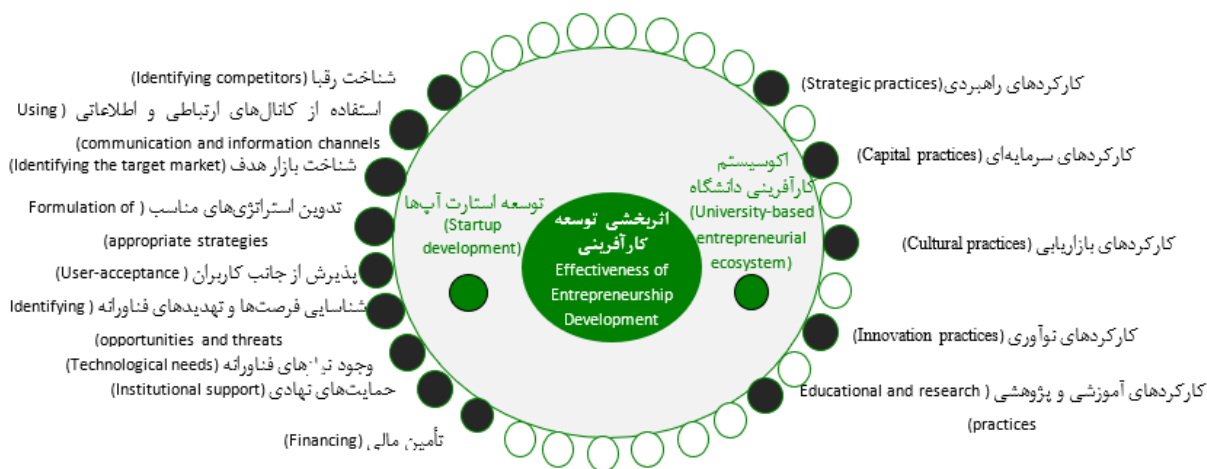 شناخت رقبا (Identifying competitors)
استفاده از کانال‌های ارتباطی و اطلاعاتی ( Using
communication and information channels)
شناخت بازار هدف (Identifying the target market)
تدوین استراتژی‌های مناسب ( Formulation of
appropriate strategies)
پذیرش از جانب کاربران ( User-acceptance)
شناسایی فرصت‌ها و تهدیدهای فناورانه ( Identifying
opportunities and threats)
وجود نیازهای فناورانه (Technological needs)
حمایت‌های نهادی (Institutional support)
تأمین مالی (Financing)
توسعه استارت آپ‌ها
(Startup
development)
اثربخشی توسعه
کارآفرینی
Effectiveness of
Entrepreneurship
Development
اکوسیستم
کارآفرینی دانشگاه
(University-based
entrepreneurial
ecosystem)
کارکردهای راهبردی(Strategic practices)
کارکردهای سرمایه‌ای (Capital practices)
کارکردهای بازاریابی (Cultural practices)
کارکردهای نوآوری (Innovation practices)
کارکردهای آموزشی و پژوهشی ( Educational and research
practices)